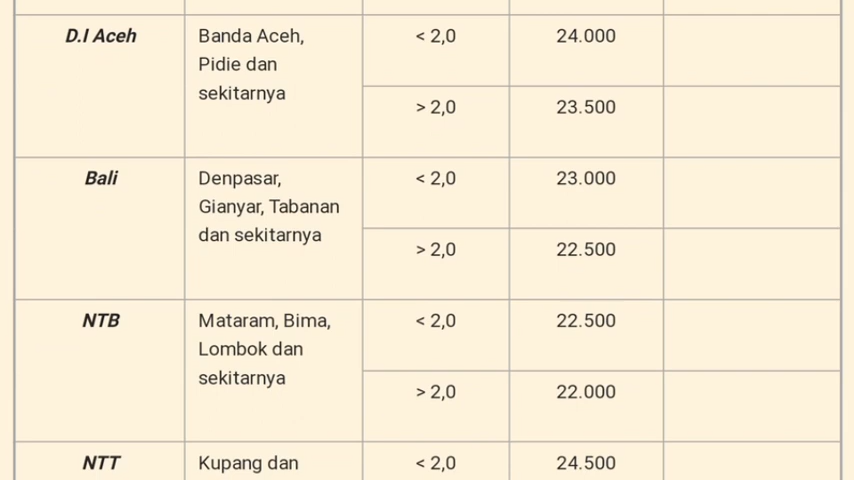 D.I Aceh Banda Aceh, < 2,0 24.000
Pidie dan
sekitarnya
> 2,0 23.500
Bali Denpasar, < 2,0 23.000
Gianyar, Tabanan
dan sekitarnya
> 2,0 22.500
NTB Mataram, Bima, < 2,0 22.500
Lombok dan
sekitarnya
> 2,0 22.000
NTT Kupang dan < 2,0 24.500